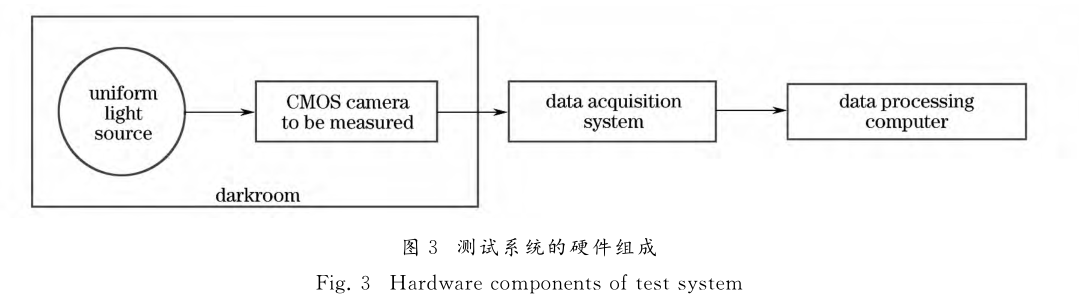 uniform
light
source
CMOS camera
to be measured
darkroom
data acquisition
system
data processing
computer
图 3 测试系统的硬件组成
Fig. 3 Hardware components of test system